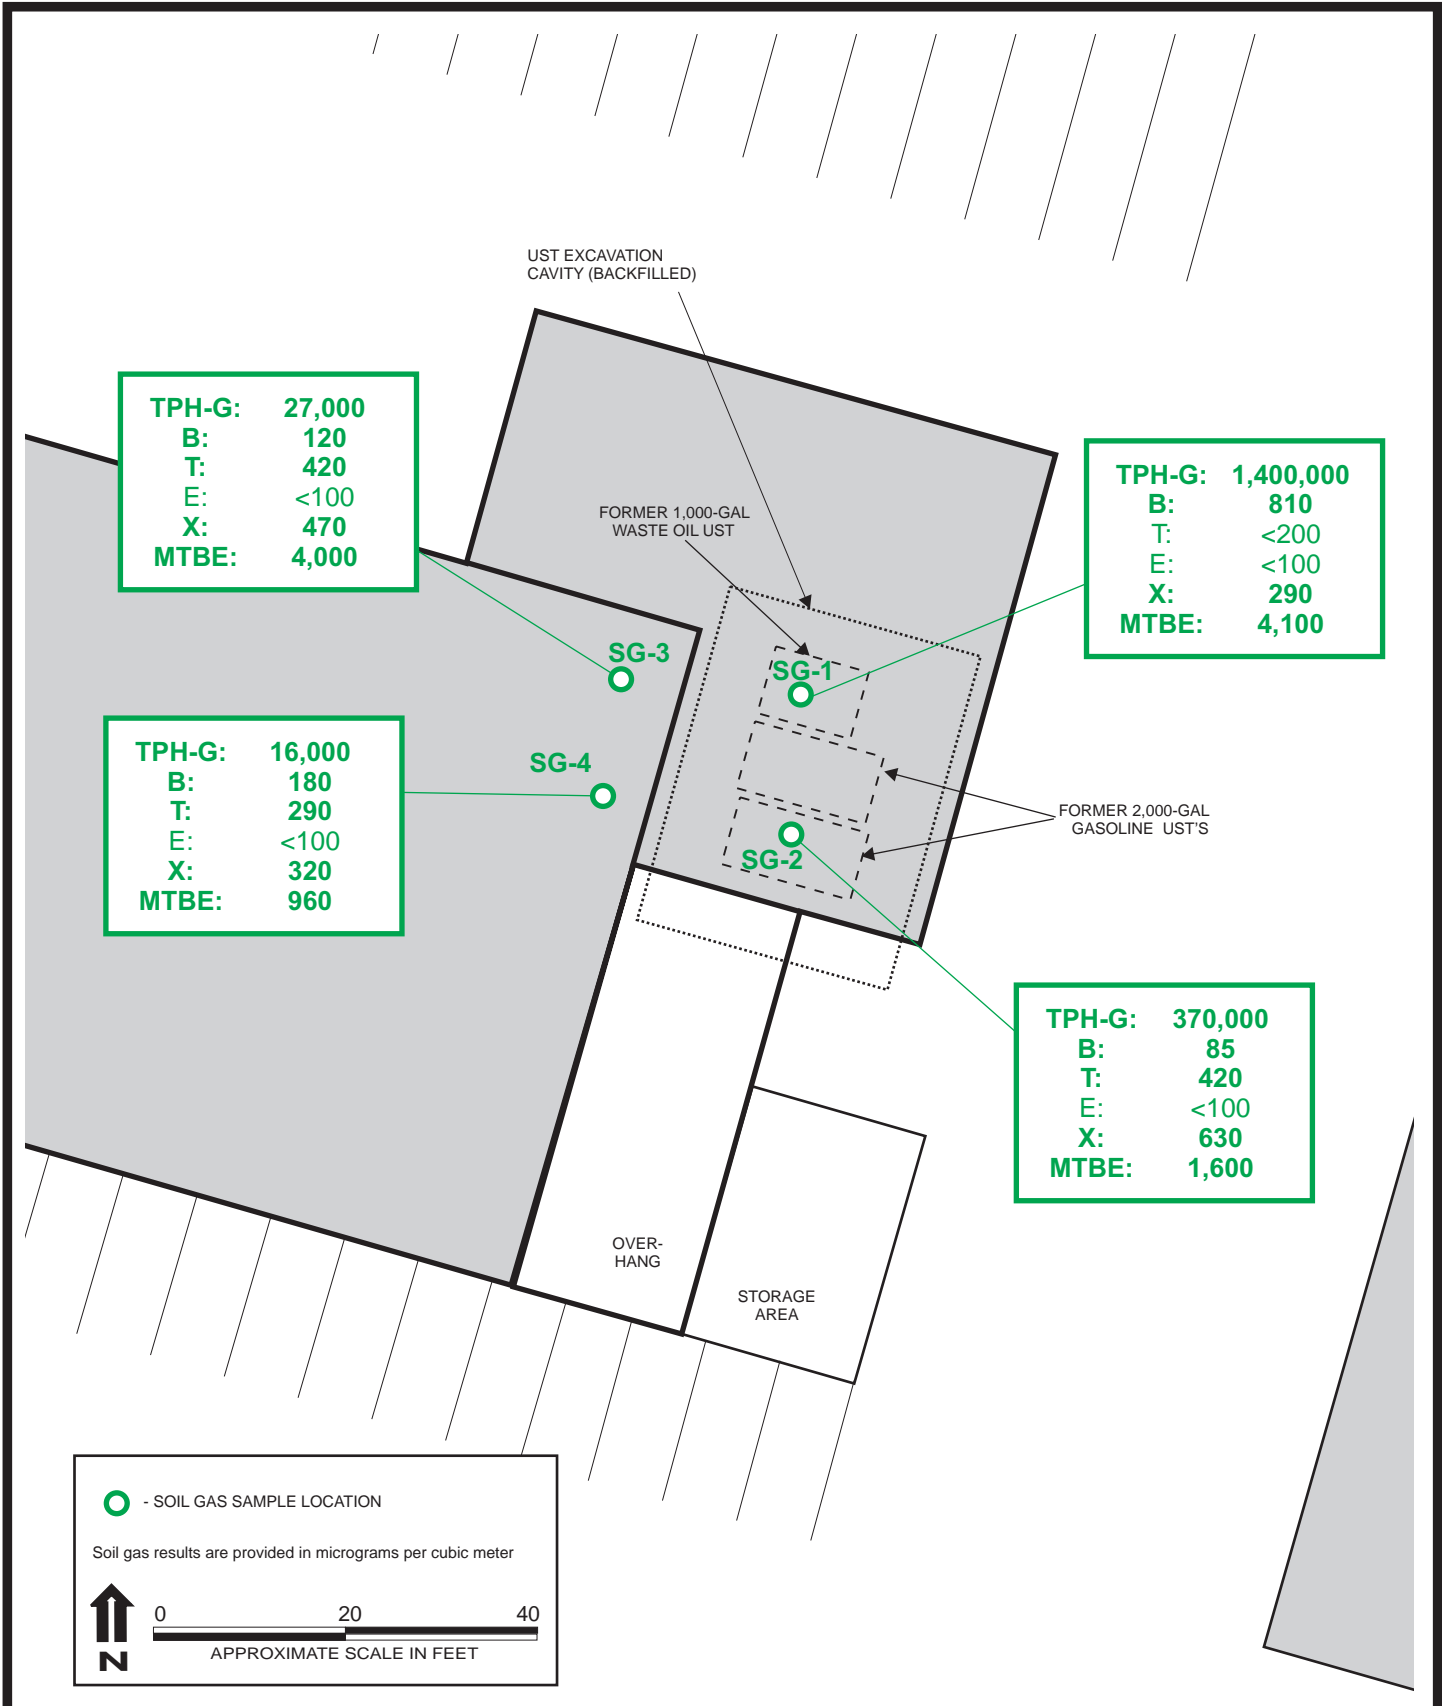 UST EXCAVATION
CAVITY (BACKFILLED)
TPH-G: 27,000
B: 120
T: 420
E: <100
X: 470
MTBE: 4,000
TPH-G: 1,400,000
B: 810
T: <200
E: <100
X: 290
MTBE: 4,100
FORMER 1,000-GAL
WASTE OIL UST
SG-3
SG-1
TPH-G: 16,000
B: 180
T: 290
E: <100
X: 320
MTBE: 960
SG-4
FORMER 2,000-GAL
GASOLINE UST'S
SG-2
TPH-G: 370,000
B: 85
T: 420
E: <100
X: 630
MTBE: 1,600
OVER-
HANG
STORAGE
AREA
- SOIL GAS SAMPLE LOCATION
Soil gas results are provided in micrograms per cubic meter
0 20 40
APPROXIMATE SCALE IN FEET
N